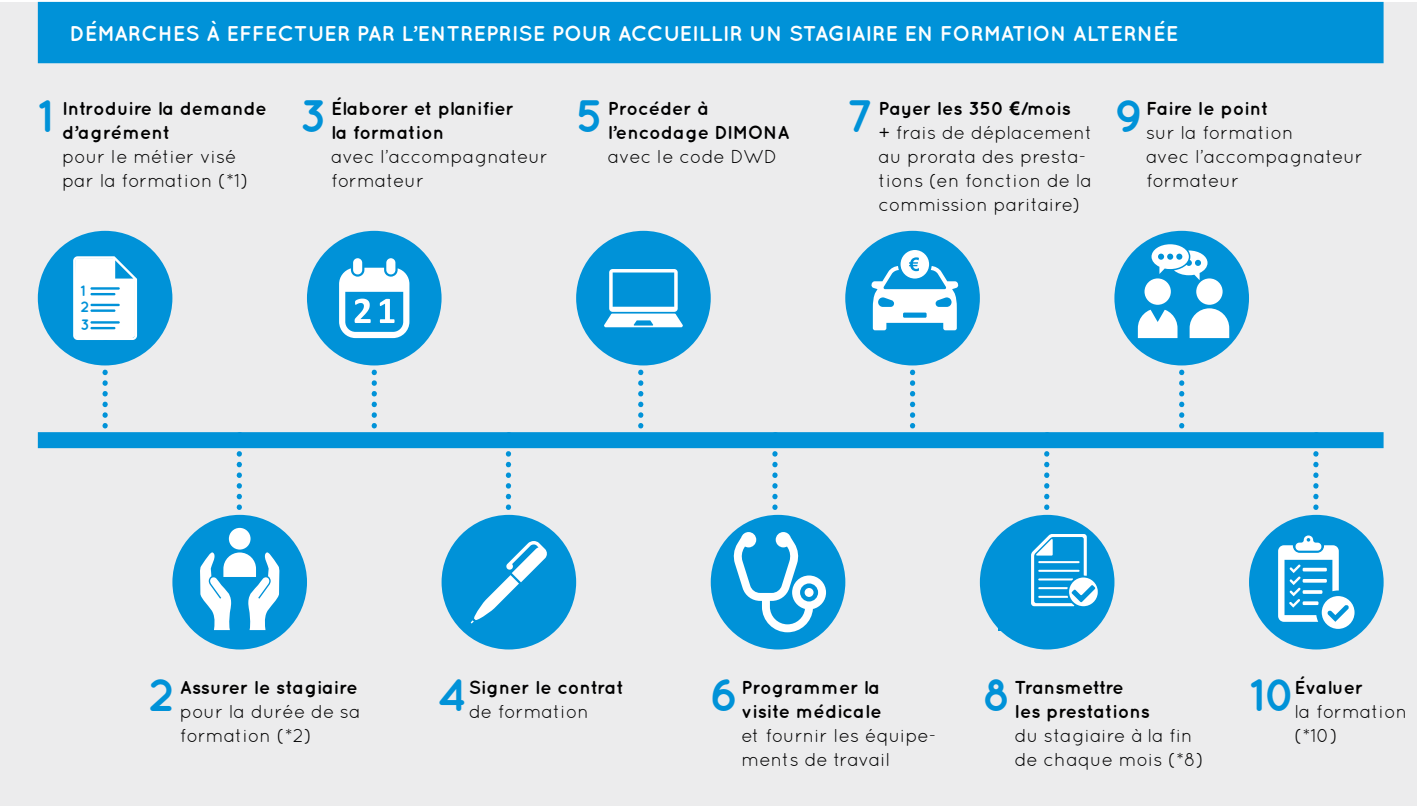 DÉMARCHES À EFFECTUER PAR L'ENTREPRISE POUR ACCUEILLIR UN STAGIAIRE EN FORMATION ALTERNÉE
1
Introduire la demande
d'agrément
pour le métier visé
par la formation (*1)
1
2
3
2
Assurer le stagiaire
pour la durée de sa
formation (*2)
3
Élaborer et planifier
la formation
avec l'accompagnateur
formateur
21
4
Signer le contrat
de formation
5
Procéder à
l'encodage DIMONA
avec le code DWD
6
Programmer la
visite médicale
et fournir les équipe-
ments de travail
7
Payer les 350 €/mois
+ frais de déplacement
au prorata des presta-
tions (en fonction de la
commission paritaire)
€
8
Transmettre
les prestations
du stagiaire à la fin
de chaque mois (*8)
9
Faire le point
sur la formation
avec l'accompagnateur
formateur
10
Évaluer
la formation
(*10)